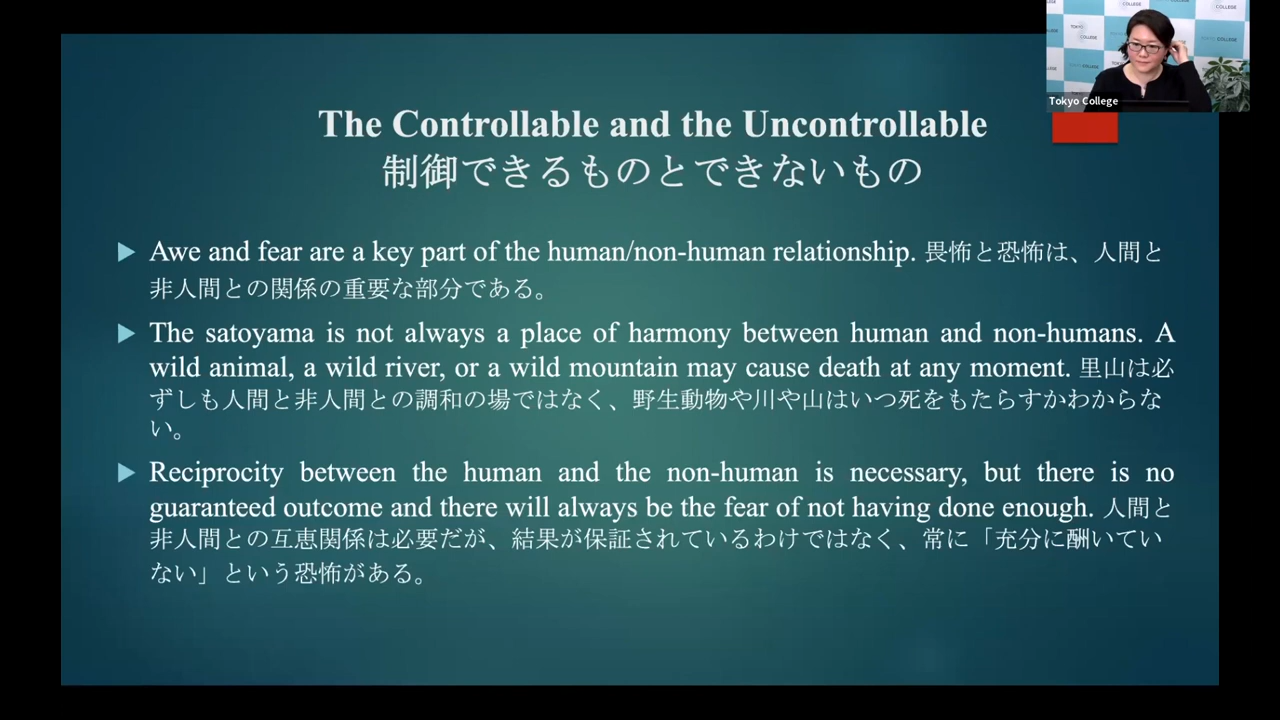 The Controllable and the Uncontrollable
制御できるものとできないもの
Awe and fear are a key part of the human/non-human relationship. 畏怖と恐怖は、人間と
非人間との関係の重要な部分である。
The satoyama is not always a place of harmony between human and non-humans. A
wild animal, a wild river, or a wild mountain may cause death at any moment. 里山は必
ずしも人間と非人間との調和の場ではなく、野生動物や川や山はいつ死をもたらすかわからな
い。
Reciprocity between the human and the non-human is necessary, but there is no
guaranteed outcome and there will always be the fear of not having done enough. 人間と
非人間との互恵関係は必要だが、結果が保証されているわけではなく、常に「充分に酬いてい
ない」という恐怖がある。
Tokyo College